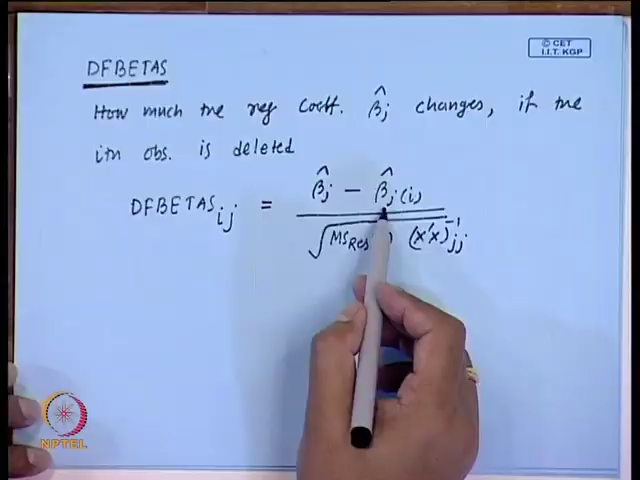 © CET
I.I.T. KGP
DFBETAS
How much the reg Coeff. β̂j changes, if the
ith obs. is deleted
DFBETASij = β̂j − β̂j(i)
√MSRes (X'X)⁻¹jj
NPTEL